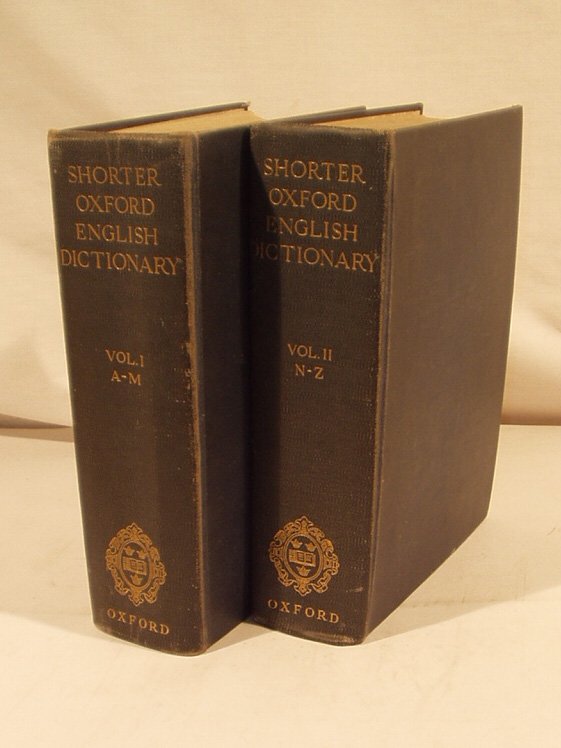 SHORTER
OXFORD
ENGLISH
DICTIONARY
VOL. I
A-M
OXFORD
SHORTER
OXFORD
ENGLISH
DICTIONARY
VOL. II
N-Z
OXFORD